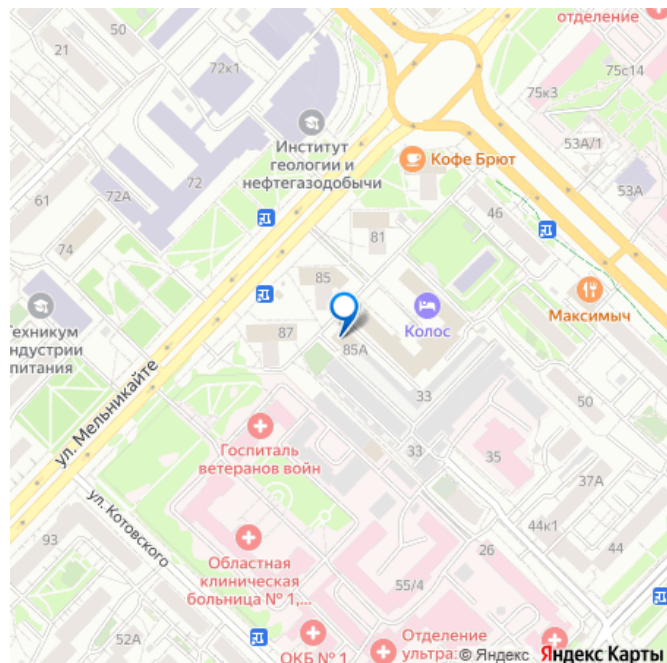 отделение
50
21
72к1
75с14
75к3
53А/1
Институт
геологии и
нефтегазодобычи
Кофе Брют
53А
72
72А
61
46
81
74
85
Максимыч
Колос
Техникум
индустрии
питания
87
85А
ул. Мельникайте
33
50
Госпиталь
ветеранов войн
33
35
37А
ул. Котовского
44к1
93
Областная
клиническая
больница № 1,...
26
44
55/4
52А
ОКБ № 1
Отделение
ультра...
© Яндекс Яндекс Карты